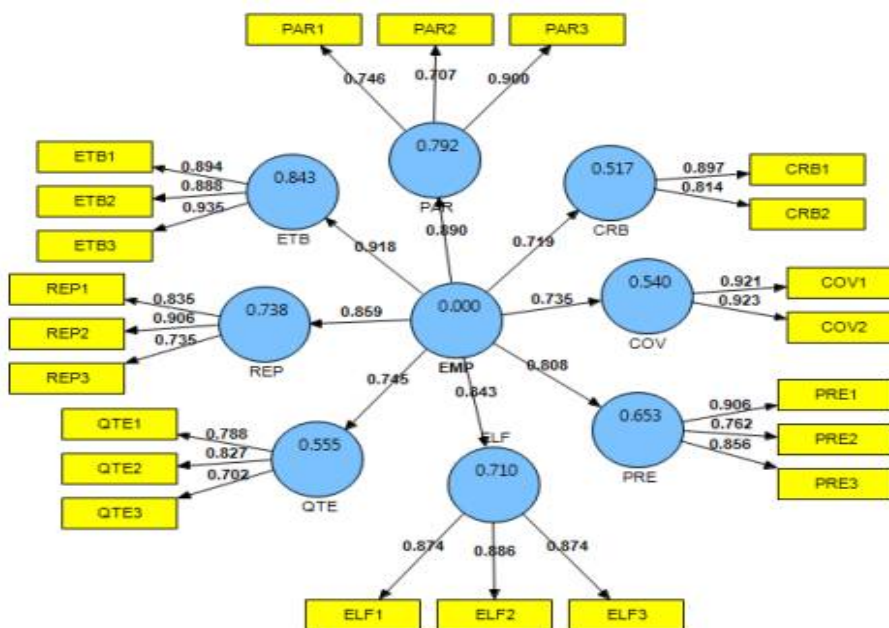 PAR1 PAR2 PAR3
0.746 0.707 0.900
0.792
PAR
ETB1
ETB2
ETB3
0.894
0.888
0.935
0.843
ETB
0.517
CRB
0.897
0.814
CRB1
CRB2
0.918
0.890
0.719
REP1
REP2
REP3
0.835
0.906
0.735
0.738
REP
0.859
0.000
EMP
0.735
0.540
COV
0.921
0.923
COV1
COV2
0.745
0.843
0.808
QTE1
QTE2
QTE3
0.788
0.827
0.702
0.555
QTE
ELF
0.710
0.653
PRE
0.906
0.762
0.856
PRE1
PRE2
PRE3
0.874 0.886 0.874
ELF1 ELF2 ELF3